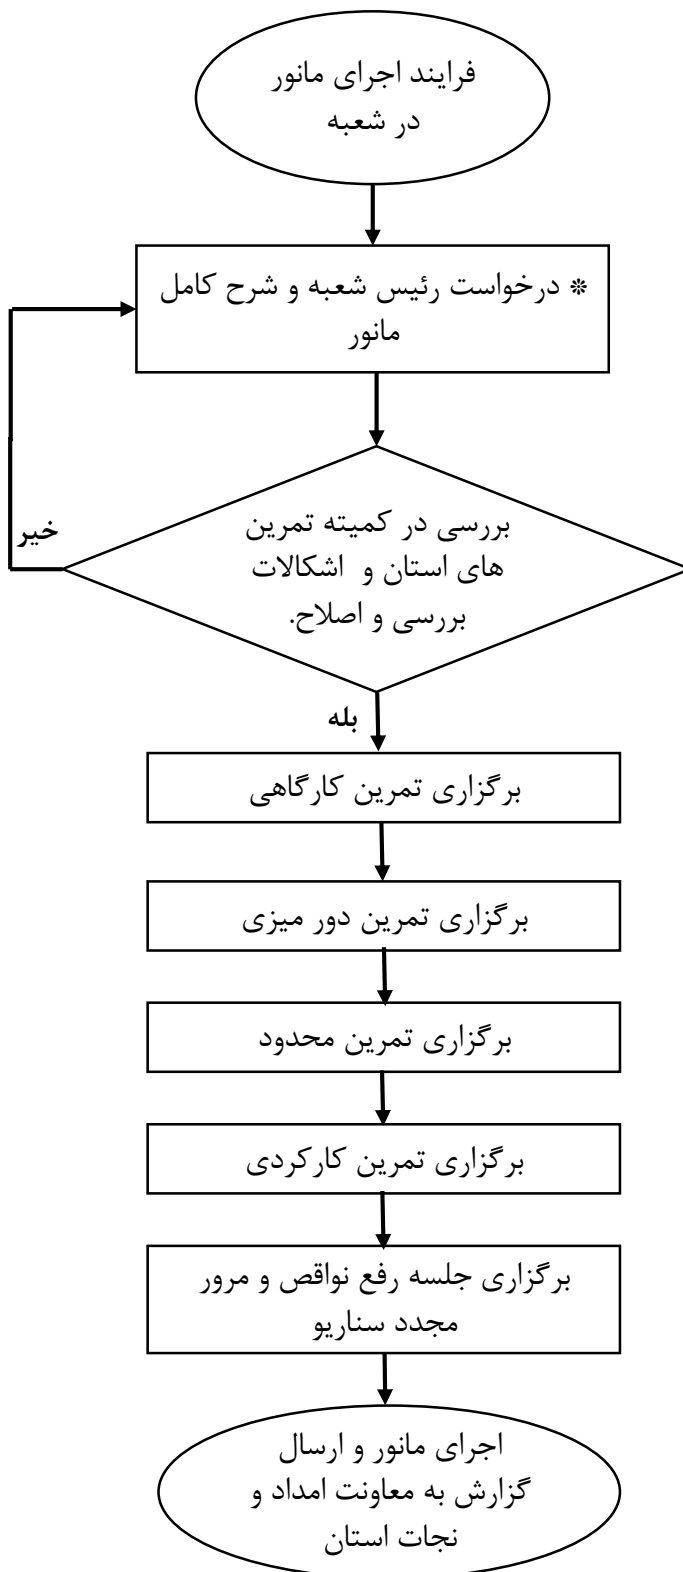 فرایند اجرای مانور
در شعبه
* درخواست رئیس شعبه و شرح کامل
مانور
بررسی در کمیته تمرین
های استان و اشکالات
بررسی و اصلاح.
خیر
بله
برگزاری تمرین کارگاهی
برگزاری تمرین دور میزی
برگزاری تمرین محدود
برگزاری تمرین کارکردی
برگزاری جلسه رفع نواقص و مرور
مجدد سناریو
اجرای مانور و ارسال
گزارش به معاونت امداد و
نجات استان